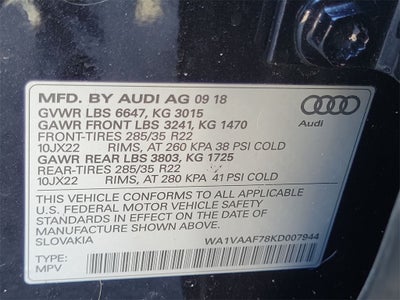 MFD. BY AUDI AG 09 18
GVWR LBS 6647, KG 3015
GAWR FRONT LBS 3241, KG 1470
FRONT-TIRES 285/35 R22
10JX22 RIMS, AT 260 KPA 38 PSI COLD
GAWR REAR LBS 3803, KG 1725
REAR-TIRES 285/35 R22
10JX22 RIMS, AT 280 KPA 41 PSI COLD
Audi
THIS VEHICLE CONFORMS TO ALL APPLICABLE
U.S. FEDERAL MOTOR VEHICLE SAFETY
STANDARDS IN EFFECT ON THE DATE OF
MANUFACTURE SHOWN ABOVE.
SLOVAKIA WA1VAAF78KD007944
TYPE:
MPV